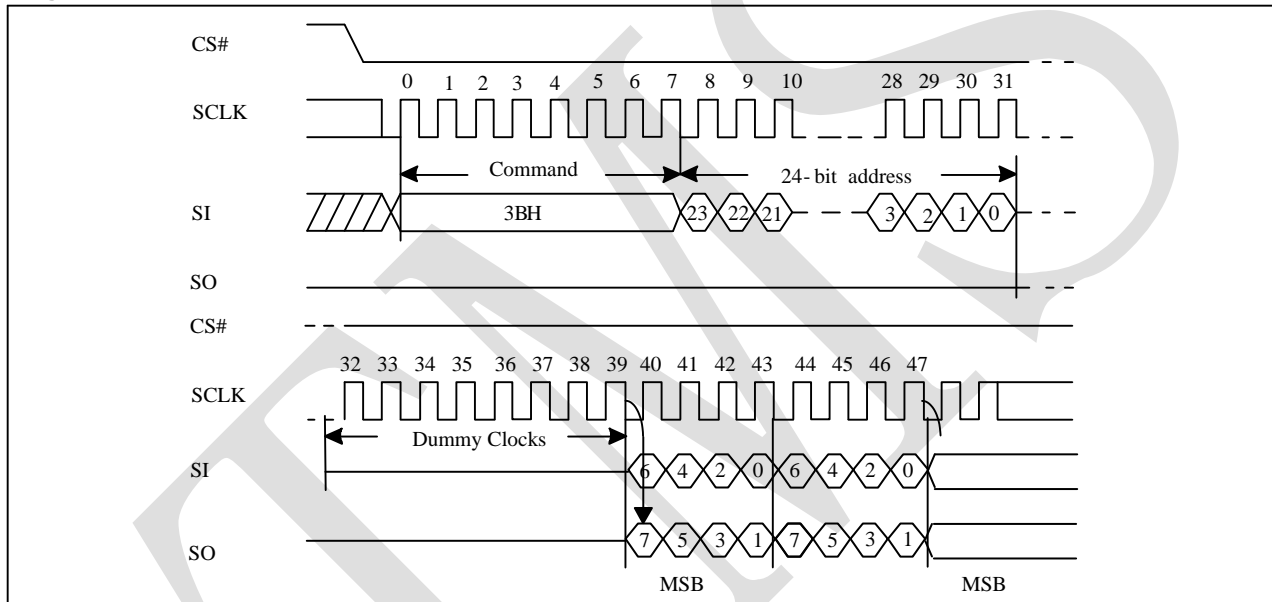 CS#
0 1 2 3 4 5 6 7 8 9 10 28 29 30 31
SCLK
Command 24-bit address
SI 3BH 23 22 21 3 2 1 0
SO
CS#
32 33 34 35 36 37 38 39 40 41 42 43 44 45 46 47
SCLK
Dummy Clocks
SI 6 4 2 0 6 4 2 0
SO 7 5 3 1 7 5 3 1
MSB MSB